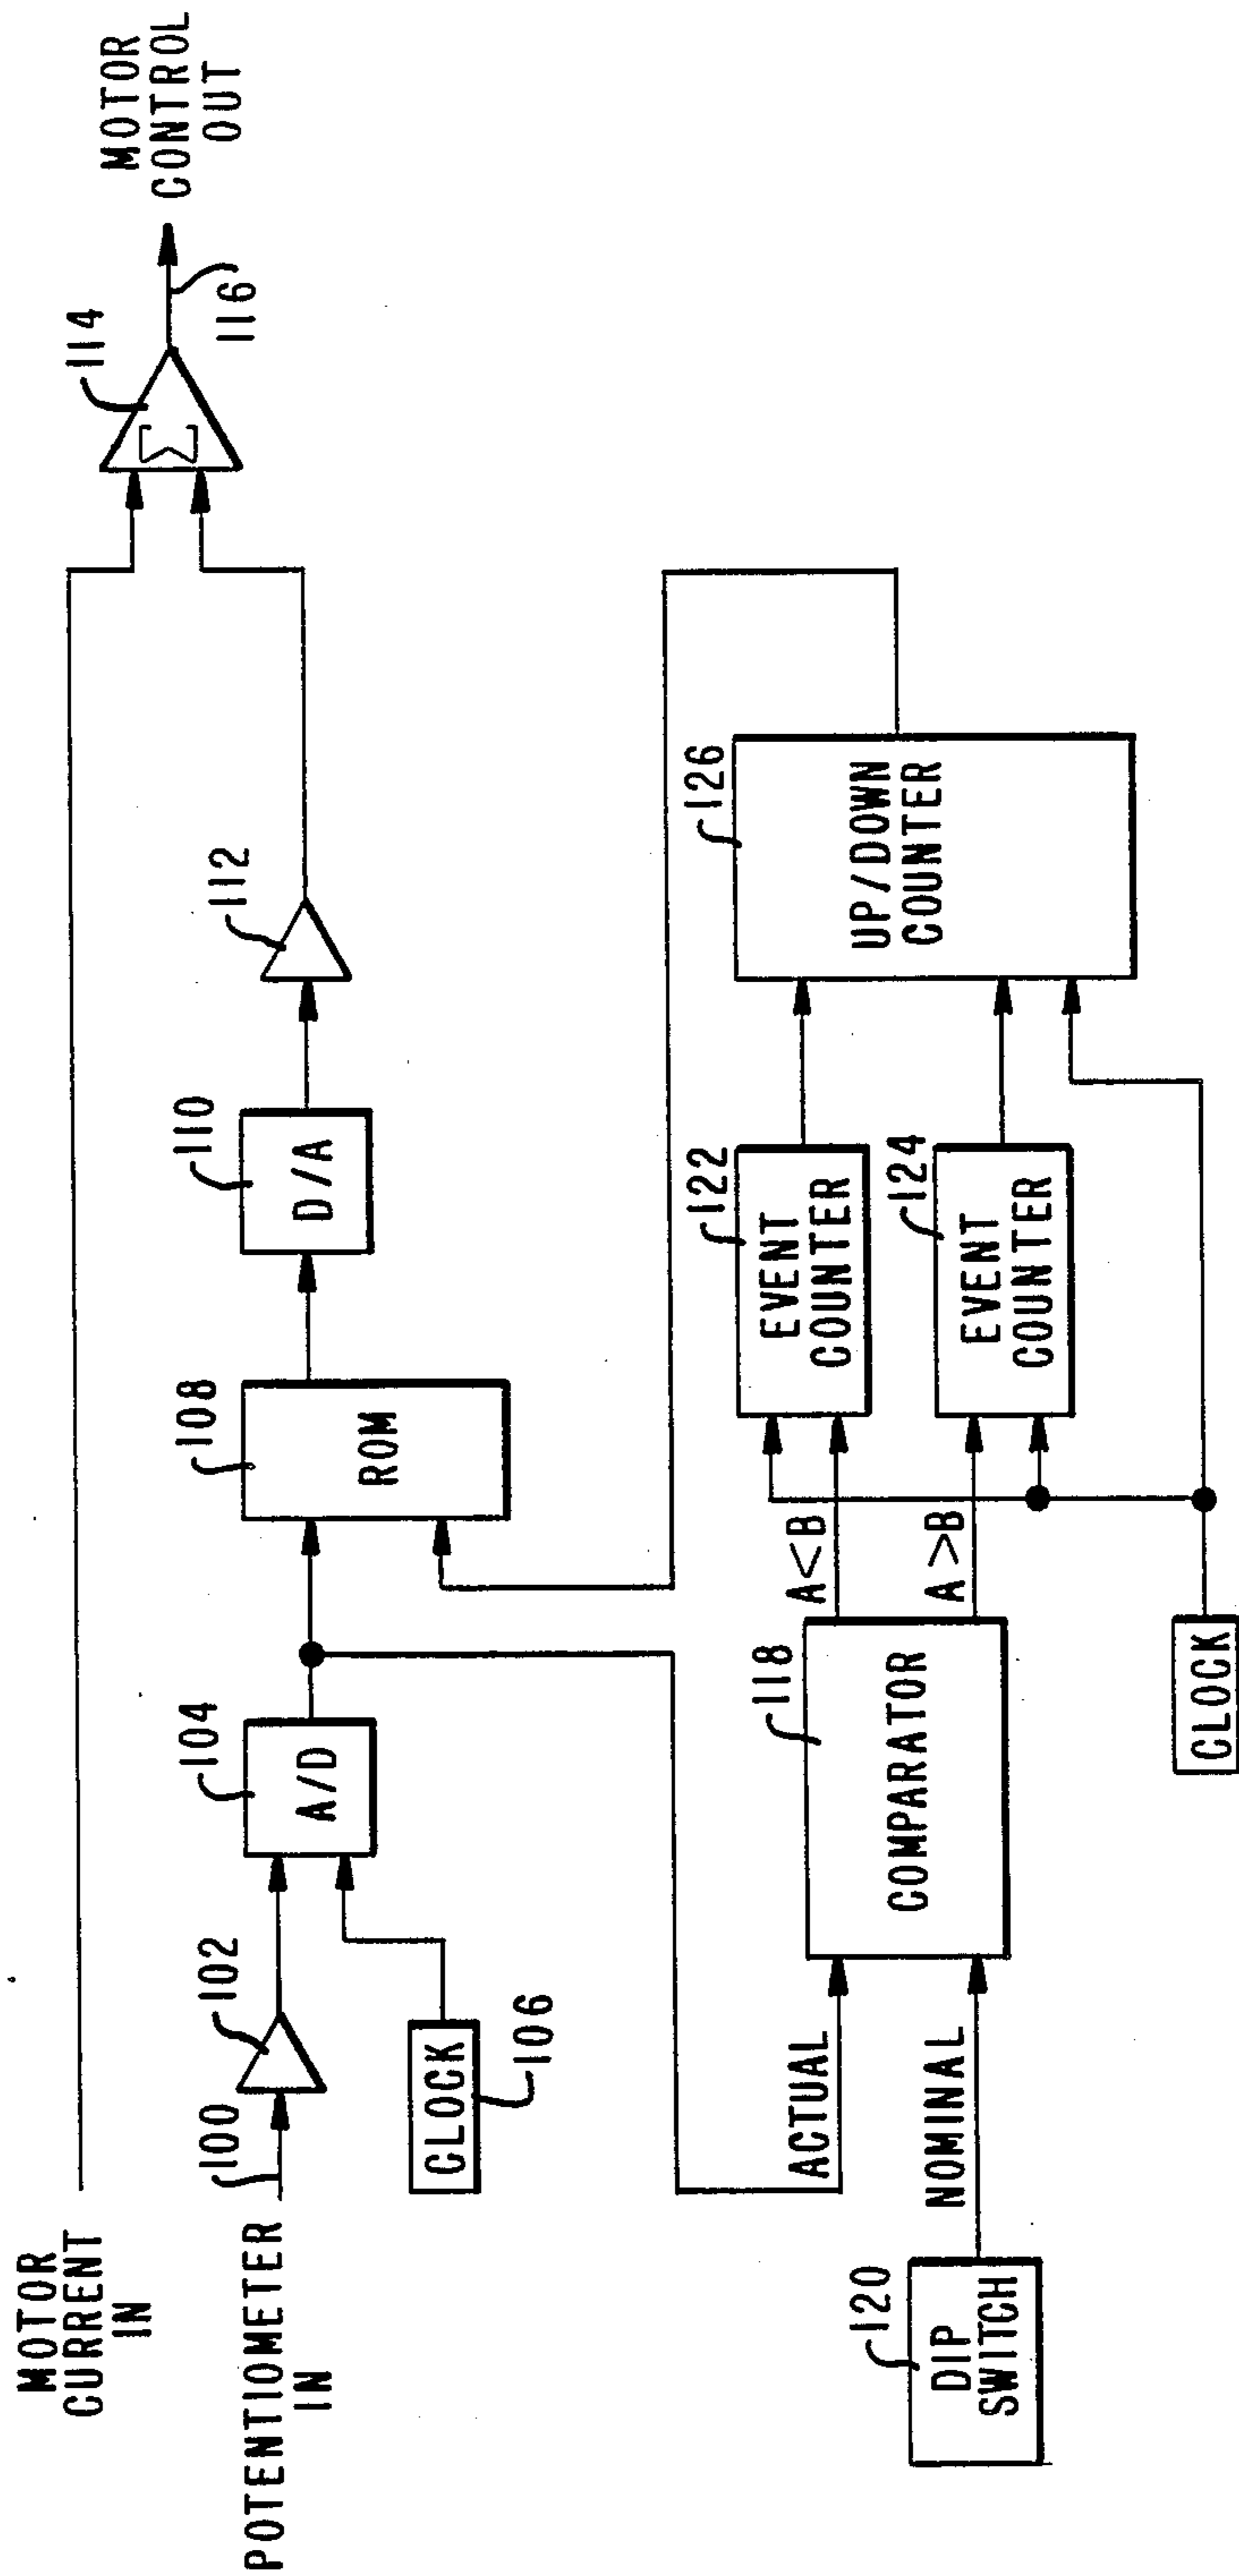 MOTOR
CURRENT
IN
114
MOTOR
CONTROL
OUT
Σ
116
POTENTIOMETER
IN
100
102
104
A/D
108
ROM
110
D/A
112
CLOCK
106
ACTUAL
NOMINAL
120
DIP
SWITCH
118
COMPARATOR
A<B
A>B
122
EVENT
COUNTER
124
EVENT
COUNTER
126
UP/DOWN
COUNTER
CLOCK